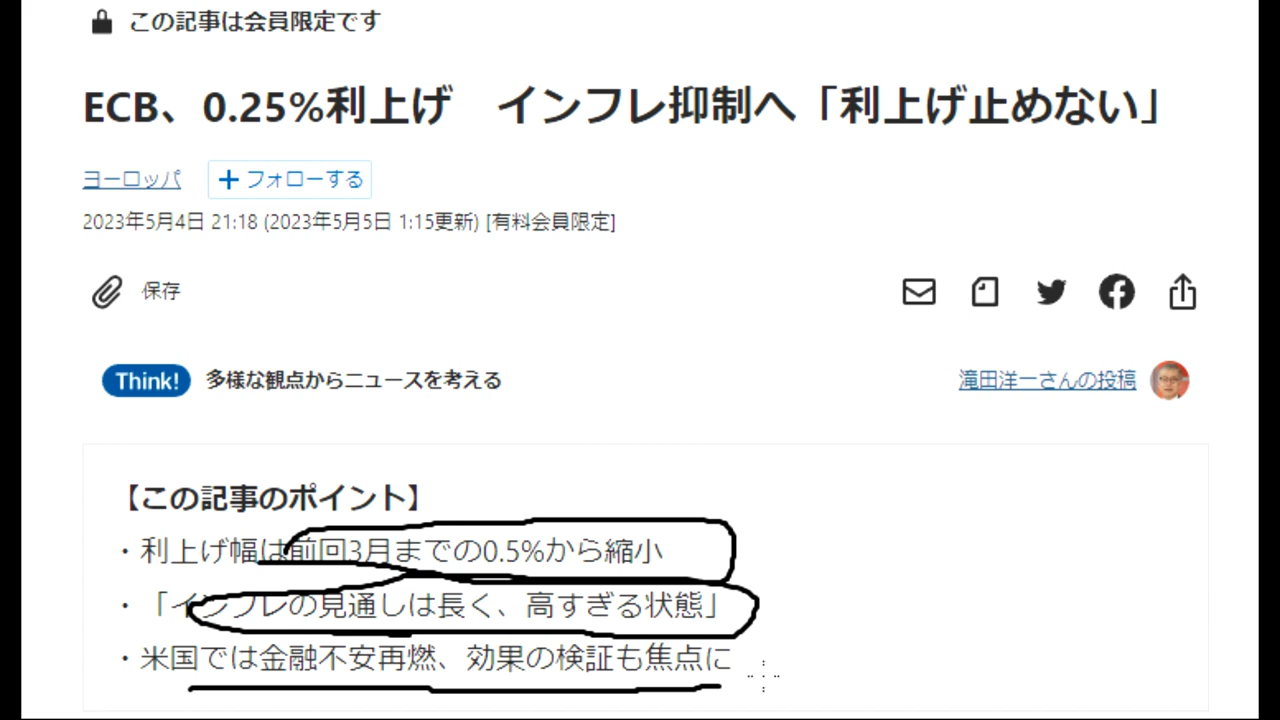 この記事は会員限定です
ECB、0.25%利上げ　インフレ抑制へ「利上げ止めない」
ヨーロッパ ＋フォローする
2023年5月4日 21:18 (2023年5月5日 1:15更新) [有料会員限定]
保存
Think! 多様な観点からニュースを考える 滝田洋一さんの投稿
【この記事のポイント】
・利上げ幅は前回3月までの0.5%から縮小
・「インフレの見通しは長く、高すぎる状態」
・米国では金融不安再燃、効果の検証も焦点に